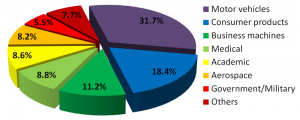 7.7%
5.5%
8.2%
8.6%
8.8%
11.2%
18.4%
31.7%
Motor vehicles
Consumer products
Business machines
Medical
Academic
Aerospace
Government/Military
Others